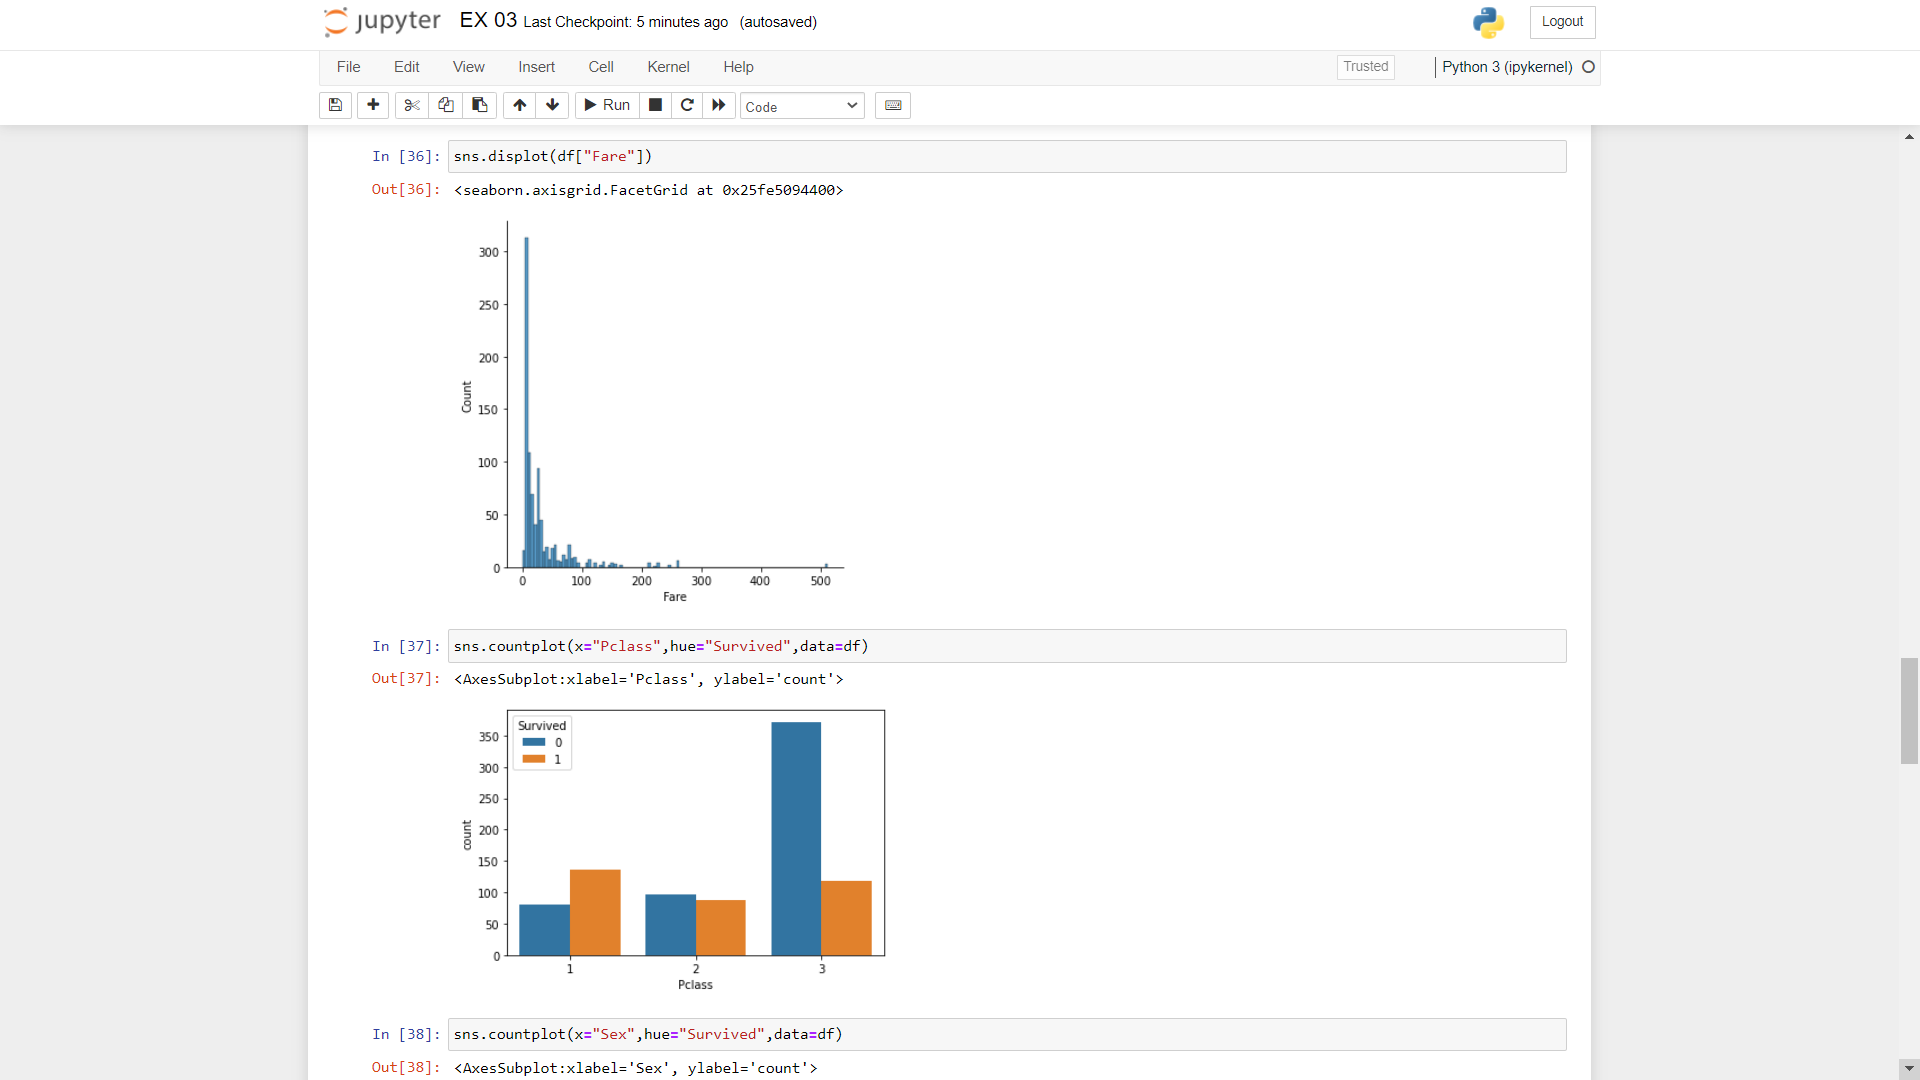 jupyter EX 03 Last Checkpoint: 5 minutes ago (autosaved)
Logout
File Edit View Insert Cell Kernel Help
Trusted
Python 3 (ipykernel)
Run
Code
In [36]: sns.displot(df["Fare"])
Out[36]: <seaborn.axisgrid.FacetGrid at 0x25fe5094400>
300
250
200
Count
150
100
50
0
0 100 200 300 400 500
Fare
In [37]: sns.countplot(x="Pclass",hue="Survived",data=df)
Out[37]: <AxesSubplot:xlabel='Pclass', ylabel='count'>
Survived
0
1
350
300
250
200
count
150
100
50
0
1 2 3
Pclass
In [38]: sns.countplot(x="Sex",hue="Survived",data=df)
Out[38]: <AxesSubplot:xlabel='Sex', ylabel='count'>